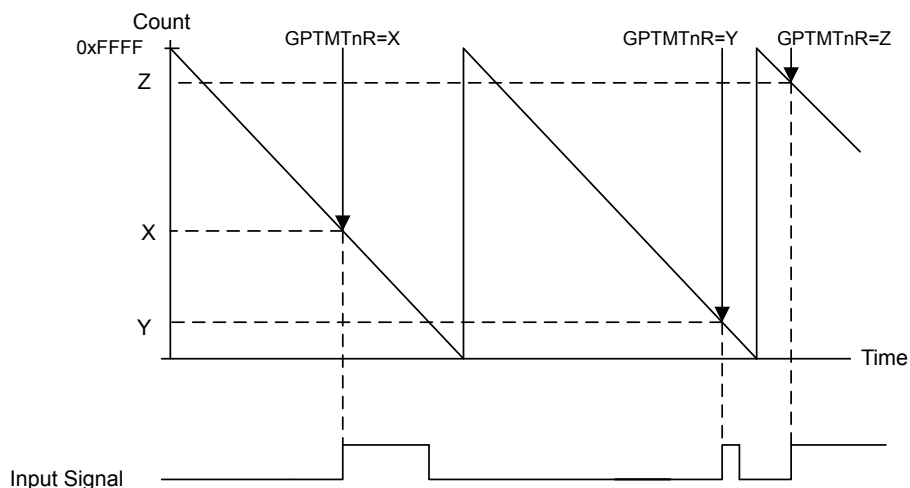 Count
0xFFFF
GPTMTnR=X
GPTMTnR=Y
GPTMTnR=Z
Z
X
Y
Time
Input Signal